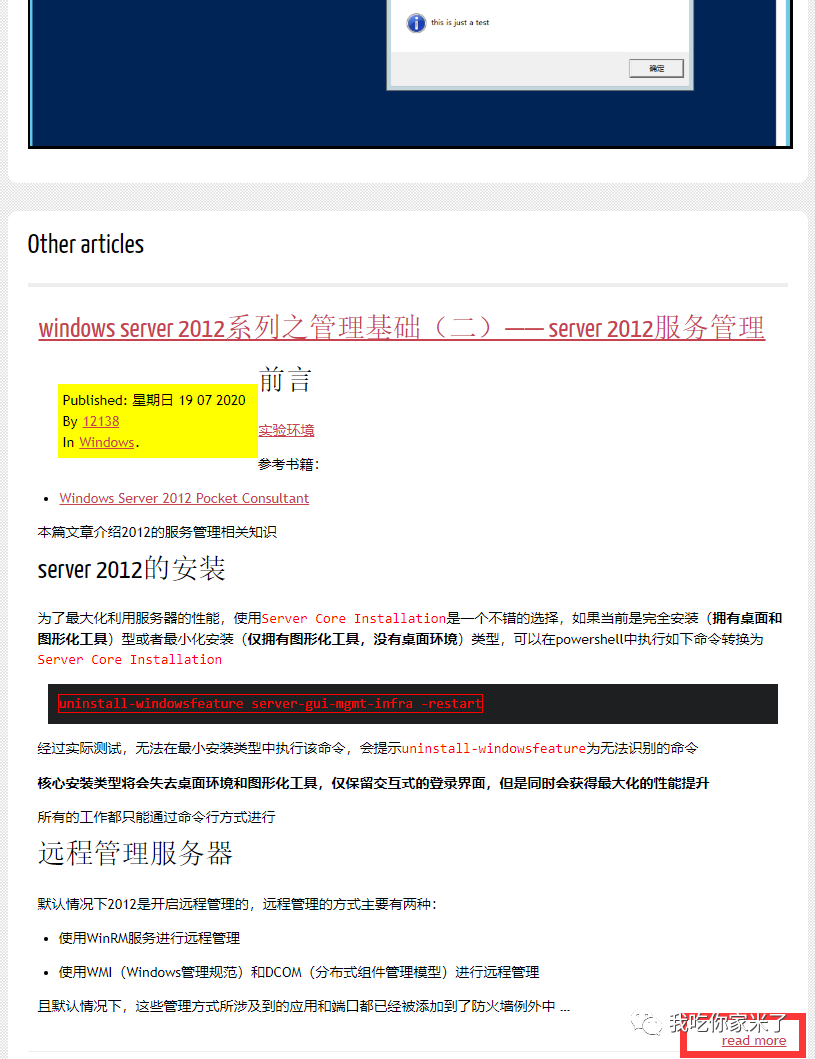 this is just a test
确定
Other articles
windows server 2012系列之管理基础（二）—— server 2012服务管理
前言
Published: 星期日 19 07 2020
By 12138
In Windows.
实验环境
参考书籍：
• Windows Server 2012 Pocket Consultant
本篇文章介绍2012的服务管理相关知识
server 2012的安装
为了最大化利用服务器的性能，使用Server Core Installation是一个不错的选择，如果当前是完全安装（拥有桌面和
图形化工具）型或者最小化安装（仅拥有图形化工具，没有桌面环境）类型，可以在powershell中执行如下命令转换为
Server Core Installation
uninstall-windowsfeature server-gui-mgmt-infra -restart
经过实际测试，无法在最小安装类型中执行该命令，会提示uninstall-windowsfeature为无法识别的命令
核心安装类型将会失去桌面环境和图形化工具，仅保留交互式的登录界面，但是同时会获得最大化的性能提升
所有的工作都只能通过命令行方式进行
远程管理服务器
默认情况下2012是开启远程管理的，远程管理的方式主要有两种：
• 使用WinRM服务进行远程管理
• 使用WMI（Windows管理规范）和DCOM（分布式组件管理模型）进行远程管理
且默认情况下，这些管理方式所涉及到的应用和端口都已经被添加到了防火墙例外中 ...
我吃你家米了
read more